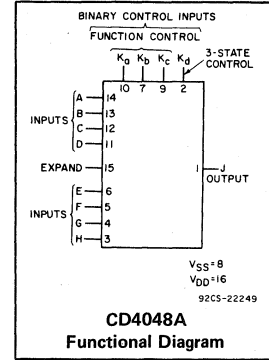 BINARY CONTROL INPUTS
FUNCTION CONTROL
Ka Kb Kc Kd
3-STATE
CONTROL
10 7 9 2
A 14
B 13
INPUTS
C 12
D 11
EXPAND 15
1 J
OUTPUT
E 6
F 5
INPUTS
G 4
H 3
VSS=8
VDD=16
92CS-22249
CD4048A
Functional Diagram